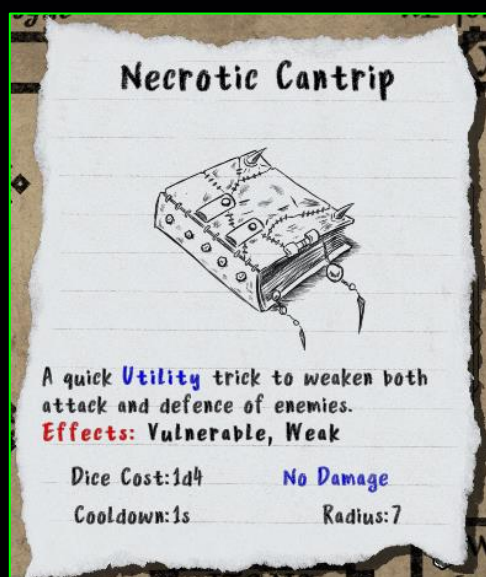 Necrotic Cantrip
A quick Utility trick to weaken both
attack and defence of enemies.
Effects: Vulnerable, Weak
Dice Cost:1d4 No Damage
Cooldown:1s Radius:7